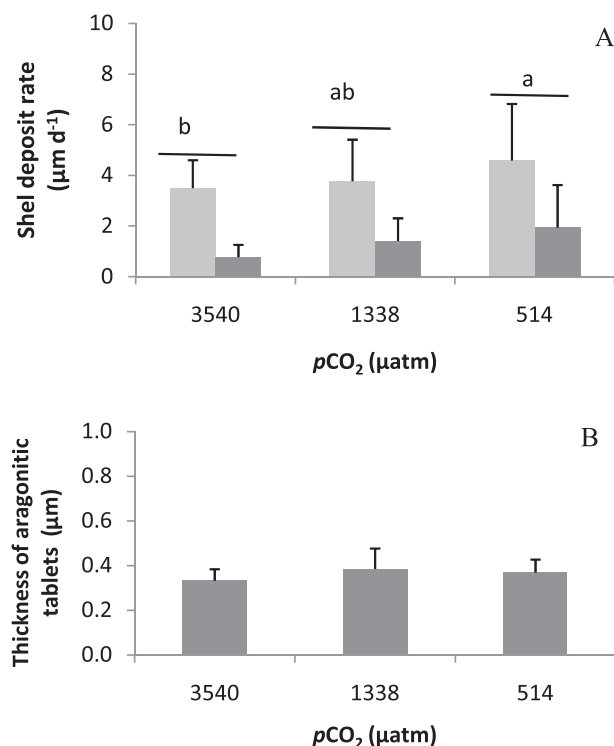 A
Shel deposit rate
(µm d⁻¹)
10
8
6
4
2
0
b
ab
a
3540 1338 514
pCO₂ (µatm)
B
Thickness of aragonitic
tablets (µm)
1.0
0.8
0.6
0.4
0.2
0.0
3540 1338 514
pCO₂ (µatm)